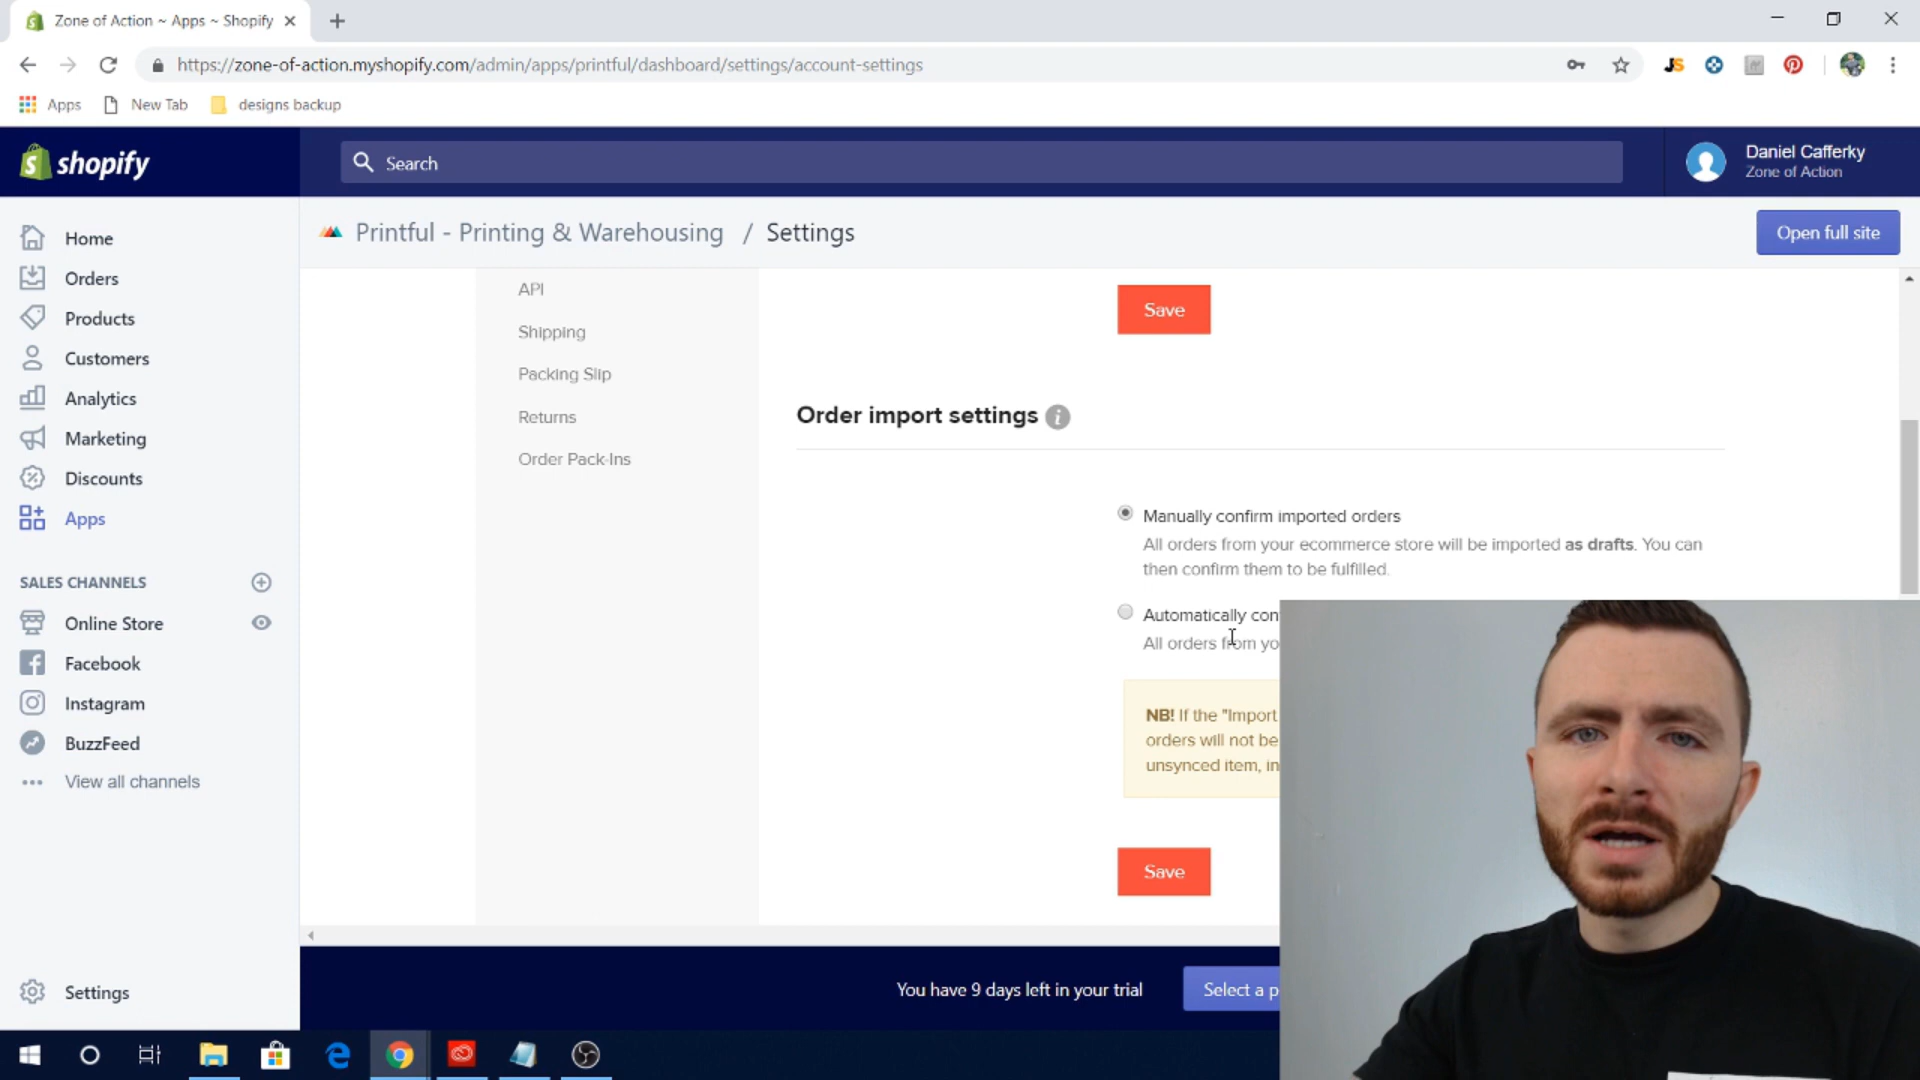 Zone of Action ~ Apps ~ Shopify
https://zone-of-action.myshopify.com/admin/apps/printful/dashboard/settings/account-settings
Apps
New Tab
designs backup
shopify
Search
Daniel Cafferky
Zone of Action
Printful - Printing & Warehousing / Settings
Open full site
Home
Orders
Products
Customers
Analytics
Marketing
Discounts
Apps
SALES CHANNELS
Online Store
Facebook
Instagram
BuzzFeed
View all channels
Settings
API
Shipping
Packing Slip
Returns
Order Pack-Ins
Save
Order import settings
Manually confirm imported orders
All orders from your ecommerce store will be imported as drafts. You can
then confirm them to be fulfilled.
Automatically
All orders from
NB! If the "Import
orders will not be
unsynced item,
Save
You have 9 days left in your trial
Select a